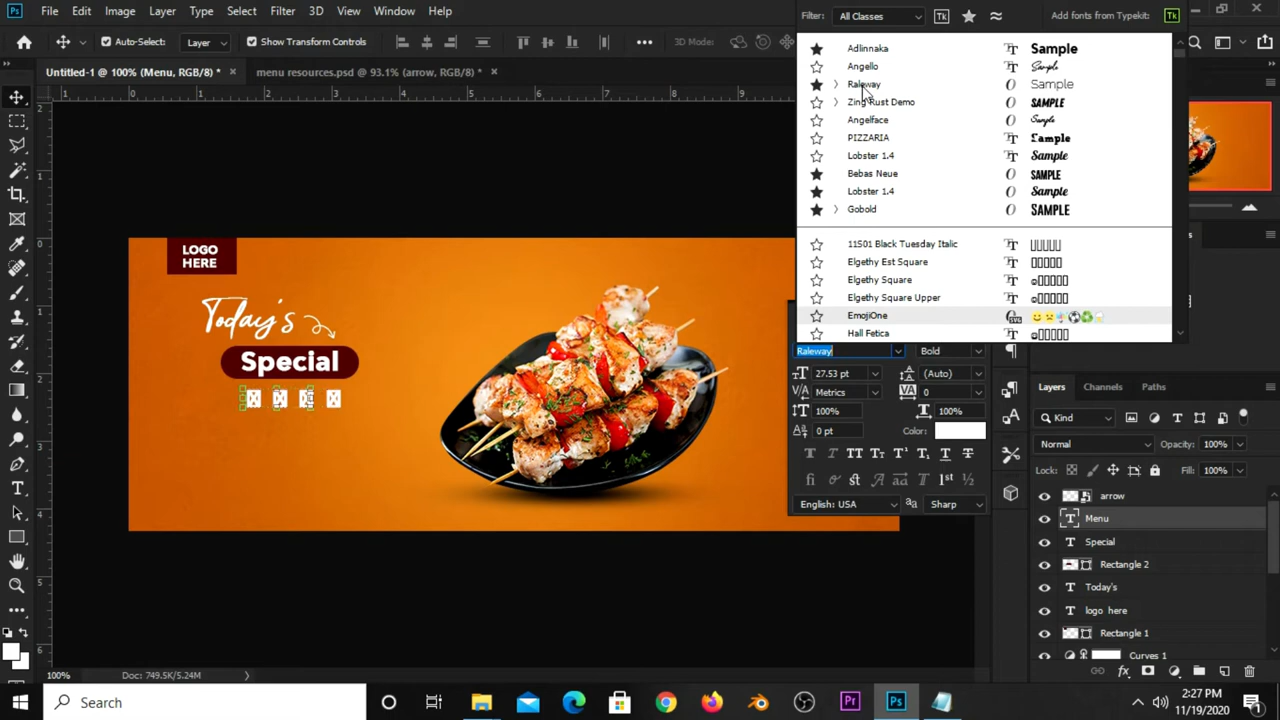 File Edit Image Layer Type Select Filter 3D View Window Help
Filter: All Classes Add fonts from Typekit: Tk
Auto-Select: Layer Show Transform Controls 3D Mode:
Untitled-1 @ 100% (Menu, RGB/8) * × menu resources.psd @ 93.1% (arrow, RGB/8) * ×
Adlinnaka Sample
Angello Sample
Raleway Sample
Zing Rust Demo SAMPLE
Angelface Sample
PIZZARIA Sample
Lobster 1.4 Sample
Bebas Neue SAMPLE
Lobster 1.4 Sample
Gobold SAMPLE
11S01 Black Tuesday Italic
Elgethy Est Square
Elgethy Square
Elgethy Square Upper
EmojiOne
Hall Fetica
LOGO
HERE
Today's
Special
Raleway Bold
27.53 pt (Auto)
Metrics 0
100% 100%
0 pt Color:
English: USA Sharp
Layers Channels Paths
Kind
Normal Opacity: 100%
Lock: Fill: 100%
arrow
Menu
Special
Rectangle 2
Today's
logo here
Rectangle 1
Curves 1
100% Doc: 749.5K/5.24M
Search
2:27 PM
11/19/2020